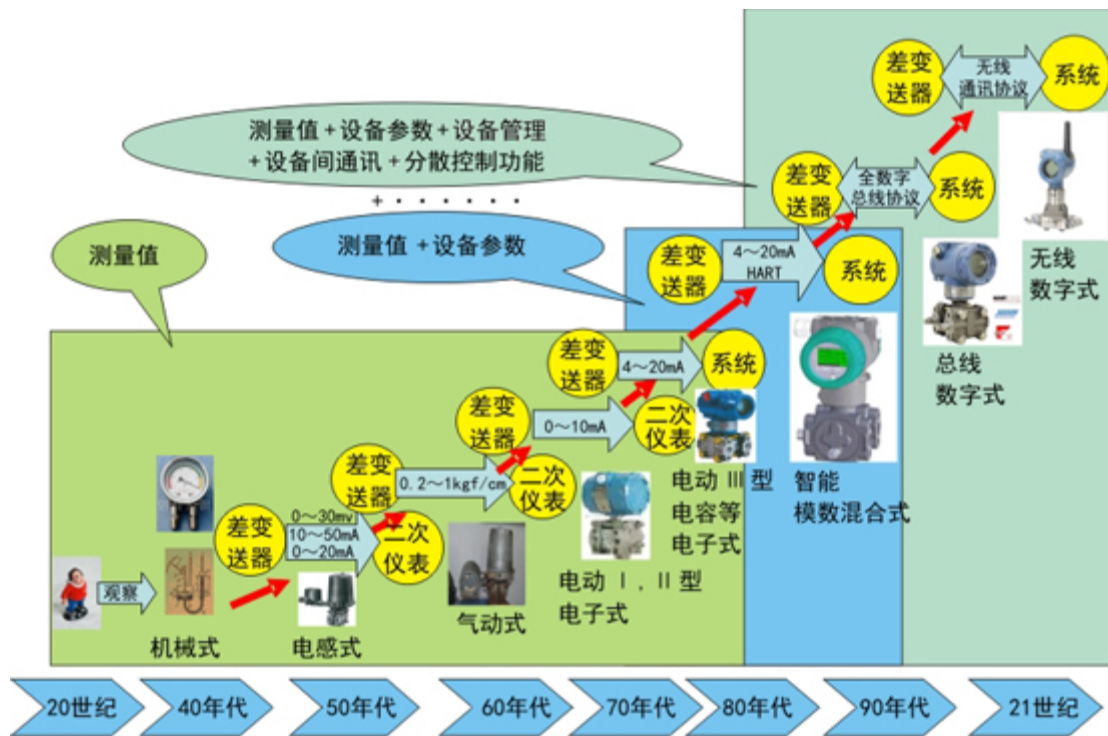 差变
送器
无线
通讯协议
系统
测量值+设备参数+设备管理
+设备间通讯+分散控制功能
+······
差变
送器
全数字
总线协议
系统
测量值
测量值+设备参数
差变
送器
4~20mA
HART
系统
无线
数字式
总线
数字式
差变
送器
4~20mA
系统
差变
送器
0~10mA
二次
仪表
电动 III 型
电容等
电子式
智能
模数混合式
差变
送器
0.2~1kgf/cm
二次
仪表
电动 I , II 型
电子式
差变
送器
0~30mv
10~50mA
0~20mA
二次
仪表
气动式
观察
机械式
电感式
20世纪
40年代
50年代
60年代
70年代
80年代
90年代
21世纪